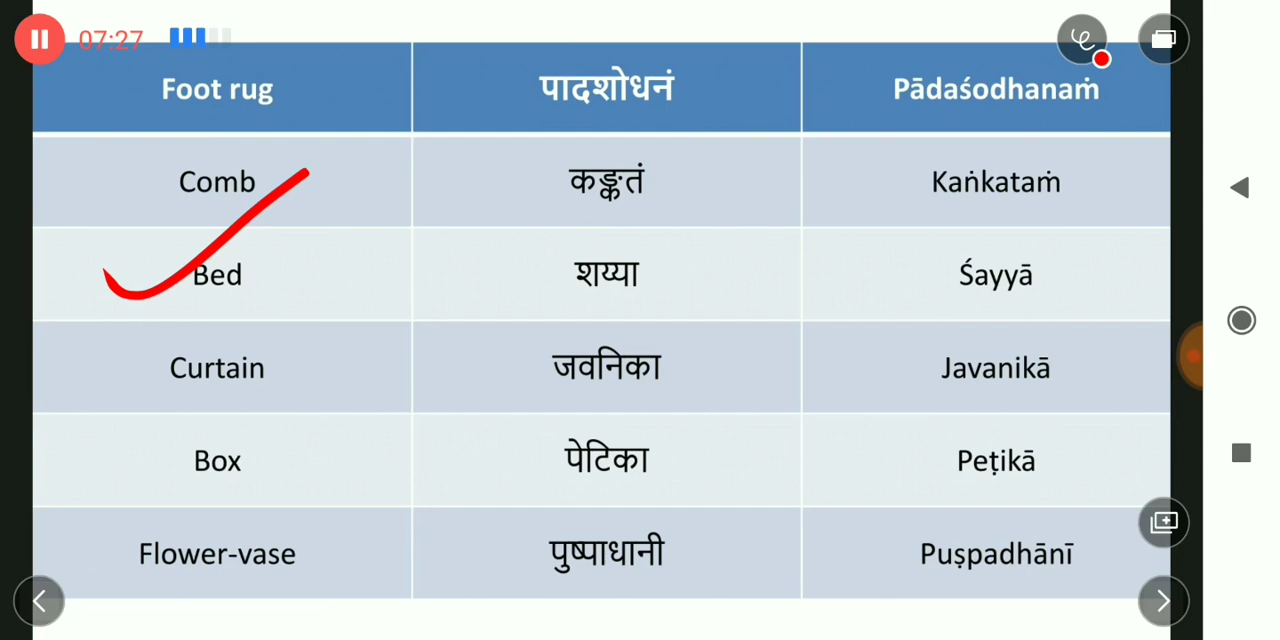 07:27
Foot rug पादशोधनं Pādaśodhanaṁ
Comb कङ्कतं Kaṅkataṁ
Bed शय्या Śayyā
Curtain जवनिका Javanikā
Box पेटिका Peṭikā
Flower-vase पुष्पाधानी Puṣpadhānī